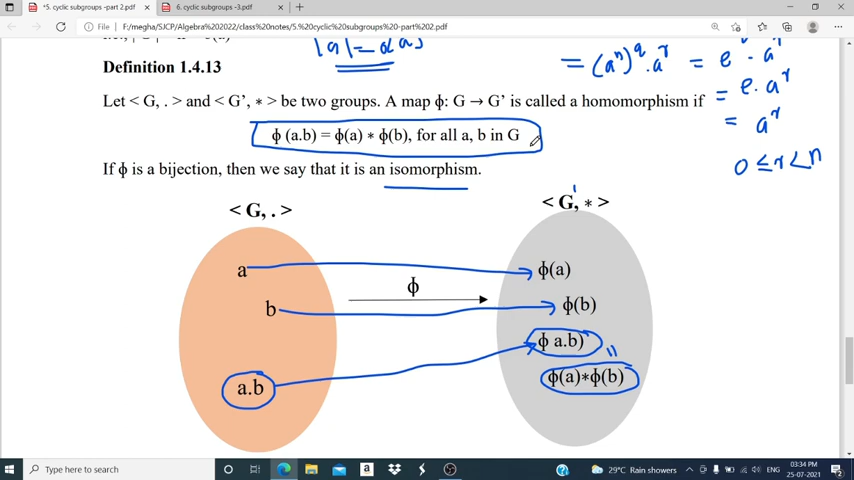 *5. cyclic subgroups -part 2.pdf
6. cyclic subgroups -3.pdf
File | F:/megha/SJCP/Algebra%202022/class%20notes/5.cyclic%20subgroups%20-part%202.pdf
Definition 1.4.13
= (aⁿ)^q . a^r = e^q . a^r
= e . a^r
= a^r
0 ≤ r < n
Let < G, . > and < G’, ∗ > be two groups. A map ϕ: G → G’ is called a homomorphism if
ϕ (a.b) = ϕ(a) ∗ ϕ(b), for all a, b in G
If ϕ is a bijection, then we say that it is an isomorphism.
< G, . >
< G', ∗ >
a
ϕ(a)
ϕ
b
ϕ(b)
ϕ a.b)
a.b
ϕ(a)∗ϕ(b)
Type here to search
29°C Rain showers
ENG
03:34 PM
25-07-2021
2